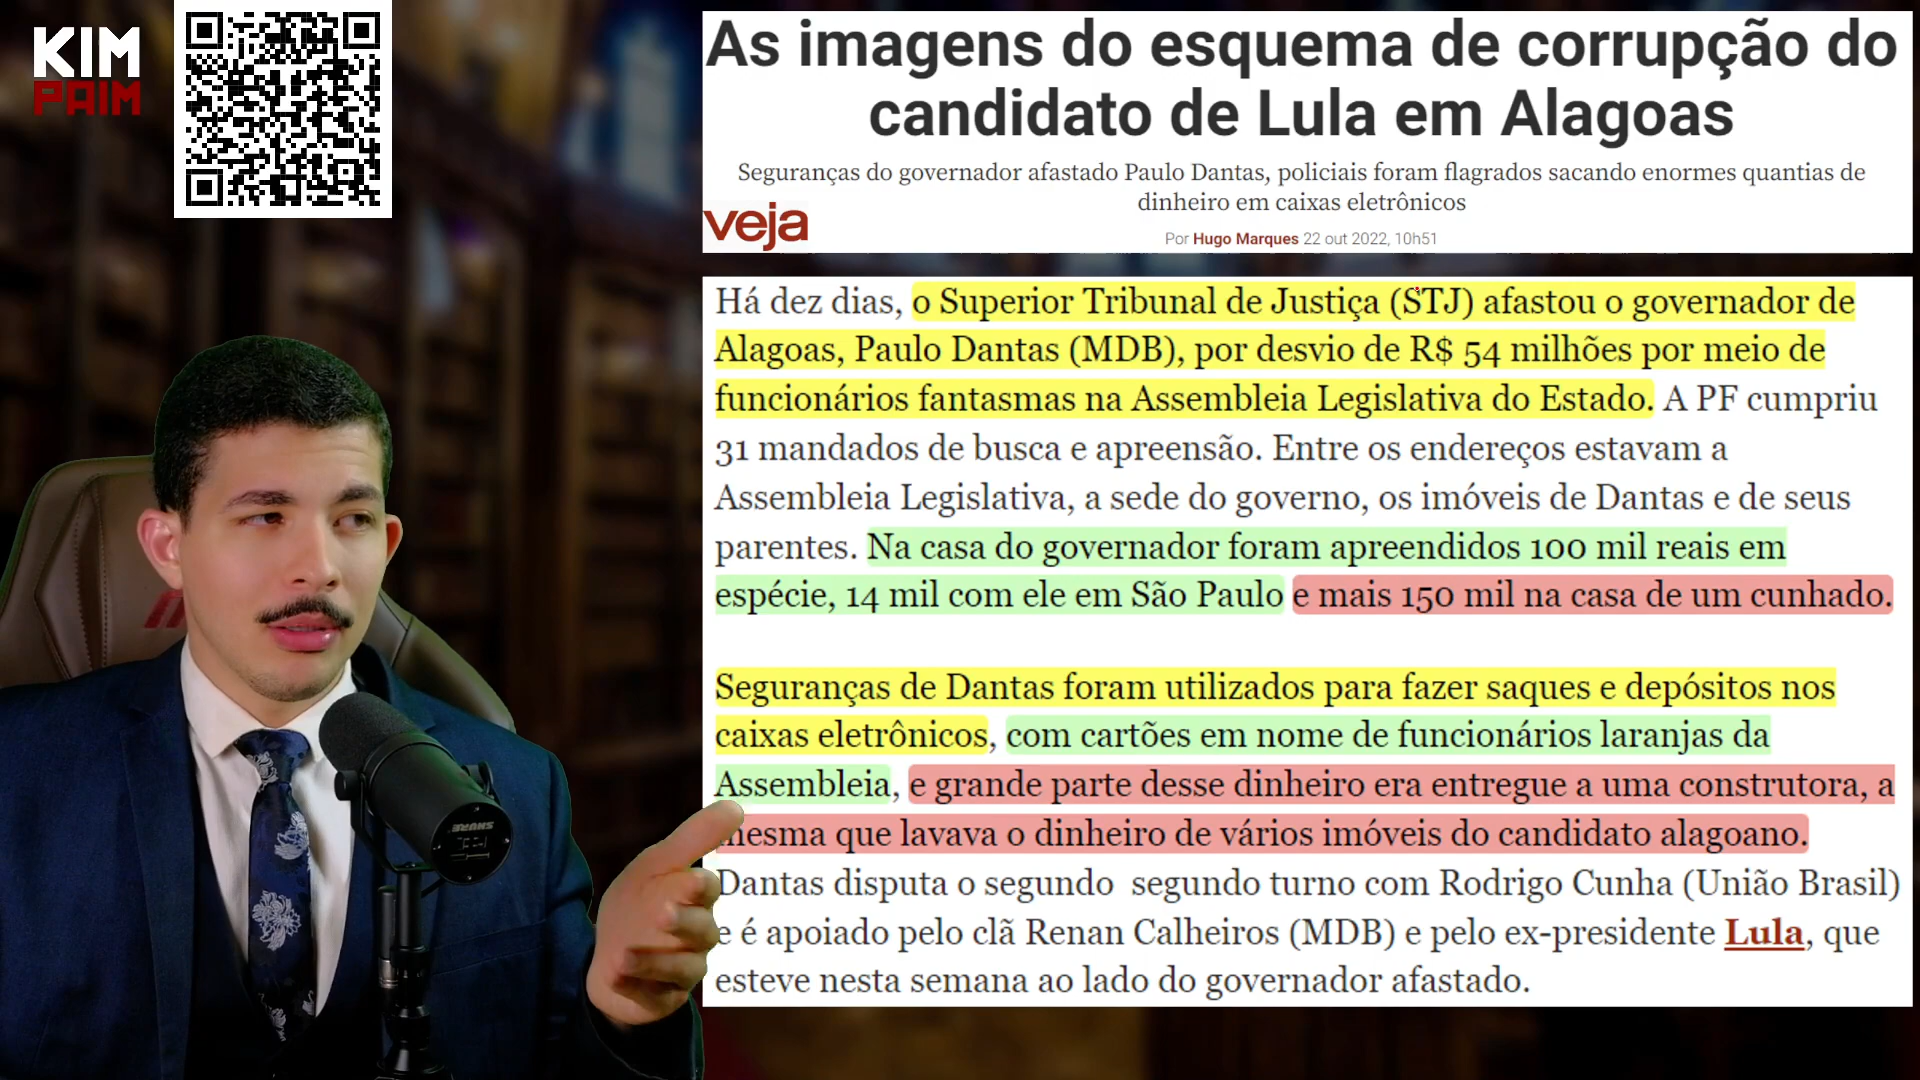 KIM
PAIM
As imagens do esquema de corrupção do
candidato de Lula em Alagoas
Seguranças do governador afastado Paulo Dantas, policiais foram flagrados sacando enormes quantias de
dinheiro em caixas eletrônicos
veja
Por Hugo Marques 22 out 2022, 10h51
Há dez dias, o Superior Tribunal de Justiça (STJ) afastou o governador de
Alagoas, Paulo Dantas (MDB), por desvio de R$ 54 milhões por meio de
funcionários fantasmas na Assembleia Legislativa do Estado. A PF cumpriu
31 mandados de busca e apreensão. Entre os endereços estavam a
Assembleia Legislativa, a sede do governo, os imóveis de Dantas e de seus
parentes. Na casa do governador foram apreendidos 100 mil reais em
espécie, 14 mil com ele em São Paulo e mais 150 mil na casa de um cunhado.
Seguranças de Dantas foram utilizados para fazer saques e depósitos nos
caixas eletrônicos, com cartões em nome de funcionários laranjas da
Assembleia, e grande parte desse dinheiro era entregue a uma construtora, a
mesma que lavava o dinheiro de vários imóveis do candidato alagoano.
Dantas disputa o segundo segundo turno com Rodrigo Cunha (União Brasil)
e é apoiado pelo clã Renan Calheiros (MDB) e pelo ex-presidente Lula, que
esteve nesta semana ao lado do governador afastado.
SHURE